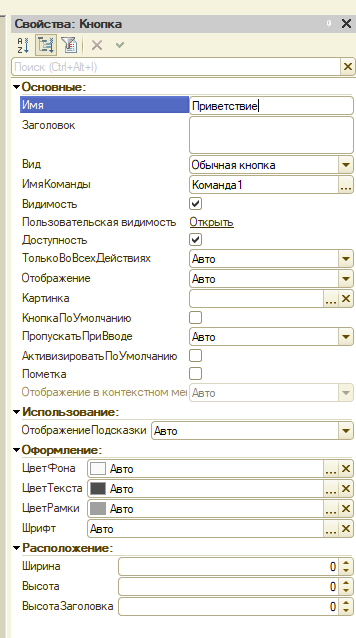 Свойства: Кнопка
Поиск (Ctrl+Alt+I)
Основные:
Имя Приветствие
Заголовок
Вид Обычная кнопка
ИмяКоманды Команда1
Видимость
Пользовательская видимость Открыть
Доступность
ТолькоВоВсехДействиях Авто
Отображение Авто
Картинка
КнопкаПоУмолчанию
ПропускатьПриВводе Авто
АктивизироватьПоУмолчанию
Пометка
Отображение в контекстном ме Авто
Использование:
ОтображениеПодсказки Авто
Оформление:
ЦветФона Авто
ЦветТекста Авто
ЦветРамки Авто
Шрифт Авто
Расположение:
Ширина 0
Высота 0
ВысотаЗаголовка 0